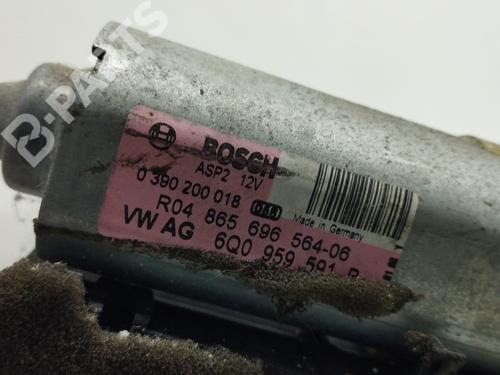 B-PARTS
BOSCH
ASP2 12V
0 390 200 018
Made in Germany
R04 865 696 564-06
VW AG 6Q0 959 591